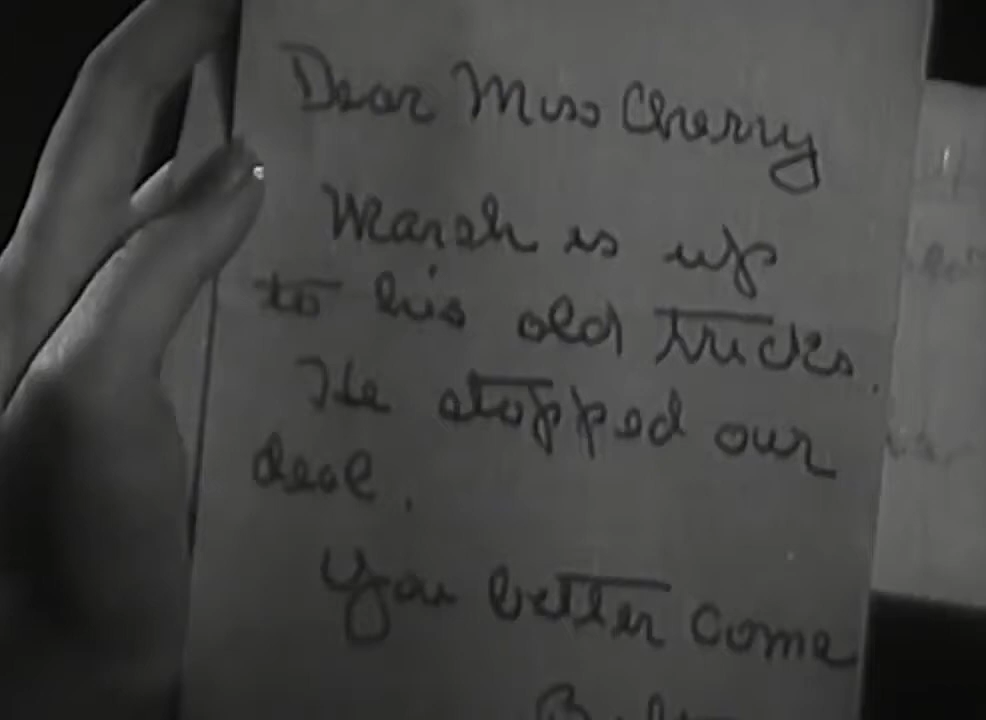 Dear Miss Cherry
Marsh is up
to his old tricks.
He stopped our
deal.
You better come